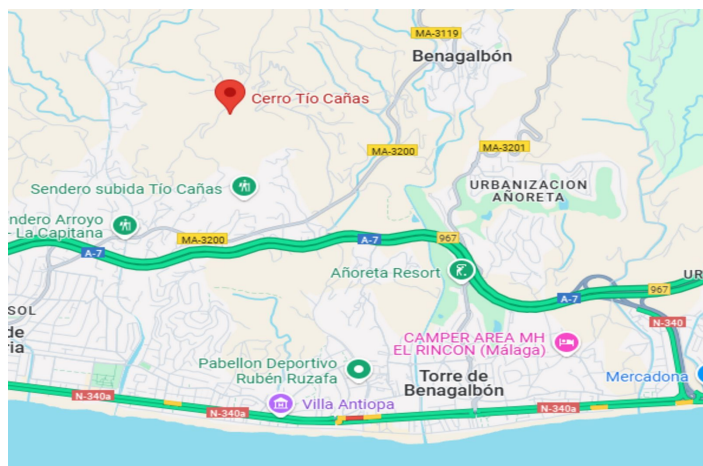 MA-3119
Benagalbón
Cerro Tío Cañas
MA-3200
MA-3201
Sendero subida Tío Cañas
URBANIZACION
AÑORETA
ndero Arroyo
- La Capitana
MA-3200
A-7
967
A-7
Añoreta Resort
A-7
967
UR
SOL
de
ria
N-340
CAMPER AREA MH
EL RINCON (Málaga)
Pabellon Deportivo
Rubén Ruzafa
Torre de
Benagalbón
Mercadona
N-340a
N-340a
Villa Antiopa
N-340a